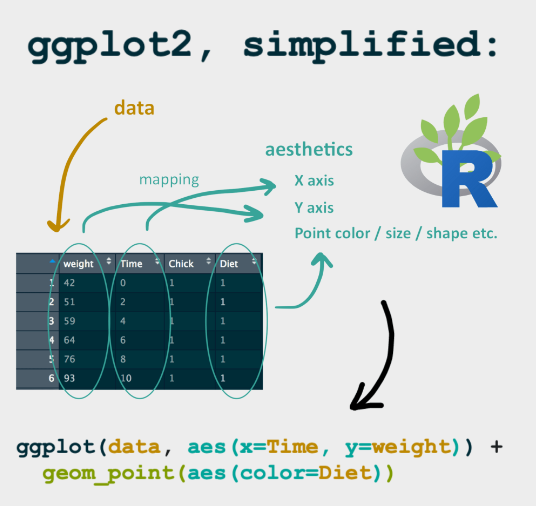 ggplot2, simplified:
data
aesthetics
mapping
X axis
Y axis
Point color / size / shape etc.
R
weight Time Chick Diet
1 42 0 1 1
2 51 2 1 1
3 59 4 1 1
4 64 6 1 1
5 76 8 1 1
6 93 10 1 1
ggplot(data, aes(x=Time, y=weight)) +
geom_point(aes(color=Diet))